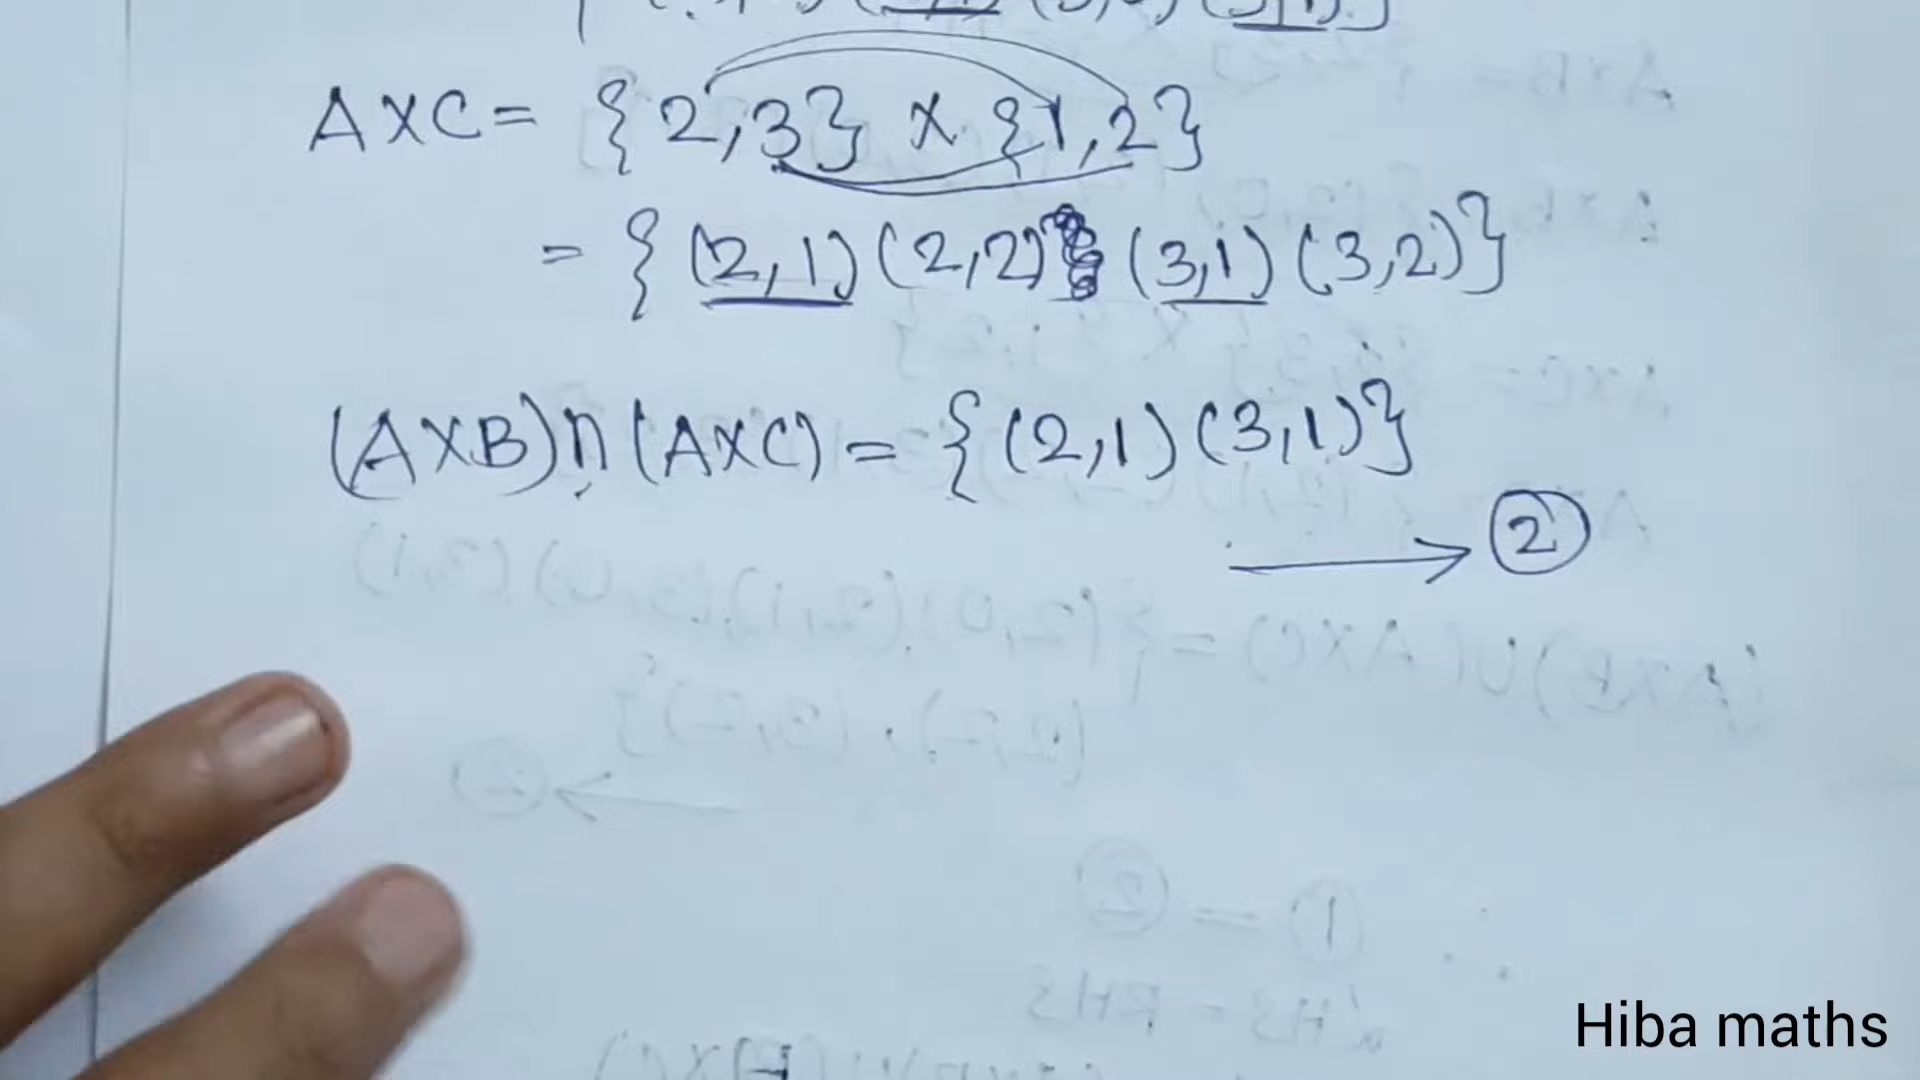 A×C = {2,3} × {1,2}
= {(2,1)(2,2) (3,1)(3,2)}
(A×B)∩(A×C) = {(2,1)(3,1)}
→ ②
Hiba maths